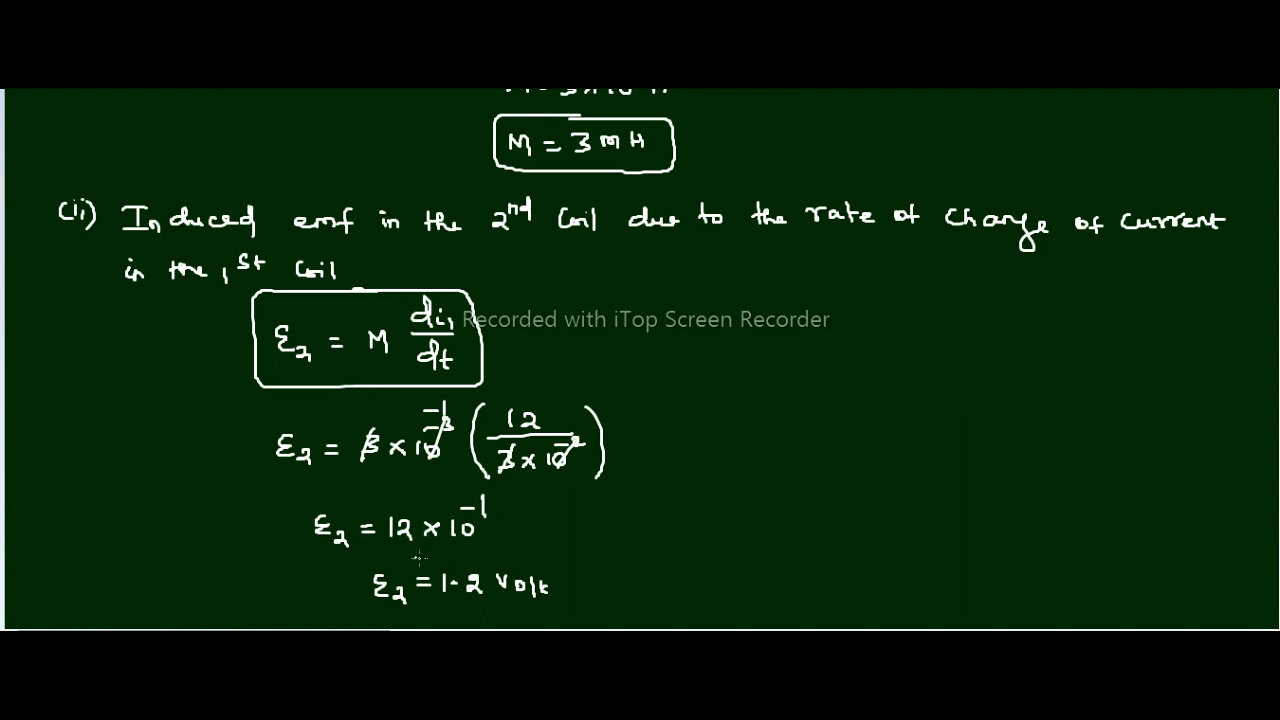 M = 3 mH
(ii) Induced emf in the 2nd coil due to the rate of change of current
in the 1st coil
Recorded with iTop Screen Recorder
ε₂ = M di₁/dt
ε₂ = 3 × 10⁻³ ⁻¹ (12 / 3 × 10⁻²)
ε₂ = 12 × 10⁻¹
ε₂ = 1.2 volt